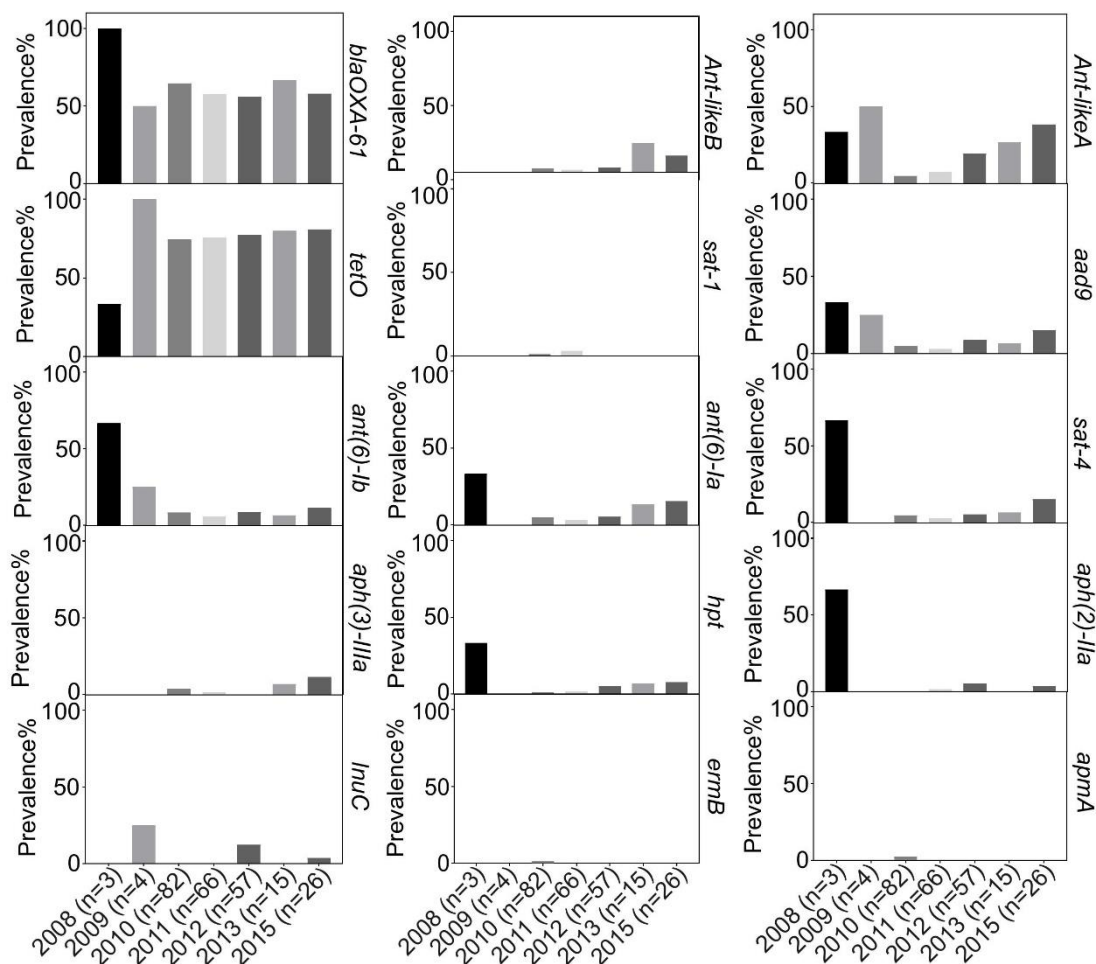 Prevalence% 100 50 0 blaOXA-61
Prevalence% 100 50 0 Ant-likeB
Prevalence% 100 50 0 Ant-likeA
Prevalence% 100 50 0 tetO
Prevalence% 100 50 0 sat-1
Prevalence% 100 50 0 aad9
Prevalence% 100 50 0 ant(6)-Ib
Prevalence% 100 50 0 ant(6)-Ia
Prevalence% 100 50 0 sat-4
Prevalence% 100 50 0 aph(3)-IIIa
Prevalence% 100 50 0 hpt
Prevalence% 100 50 0 aph(2)-IIa
Prevalence% 100 50 0 lnuC
Prevalence% 100 50 0 ermB
Prevalence% 100 50 0 apmA
2008 (n=3)
2009 (n=4)
2010 (n=82)
2011 (n=66)
2012 (n=57)
2013 (n=15)
2015 (n=26)
2008 (n=3)
2009 (n=4)
2010 (n=82)
2011 (n=66)
2012 (n=57)
2013 (n=15)
2015 (n=26)
2008 (n=3)
2009 (n=4)
2010 (n=82)
2011 (n=66)
2012 (n=57)
2013 (n=15)
2015 (n=26)